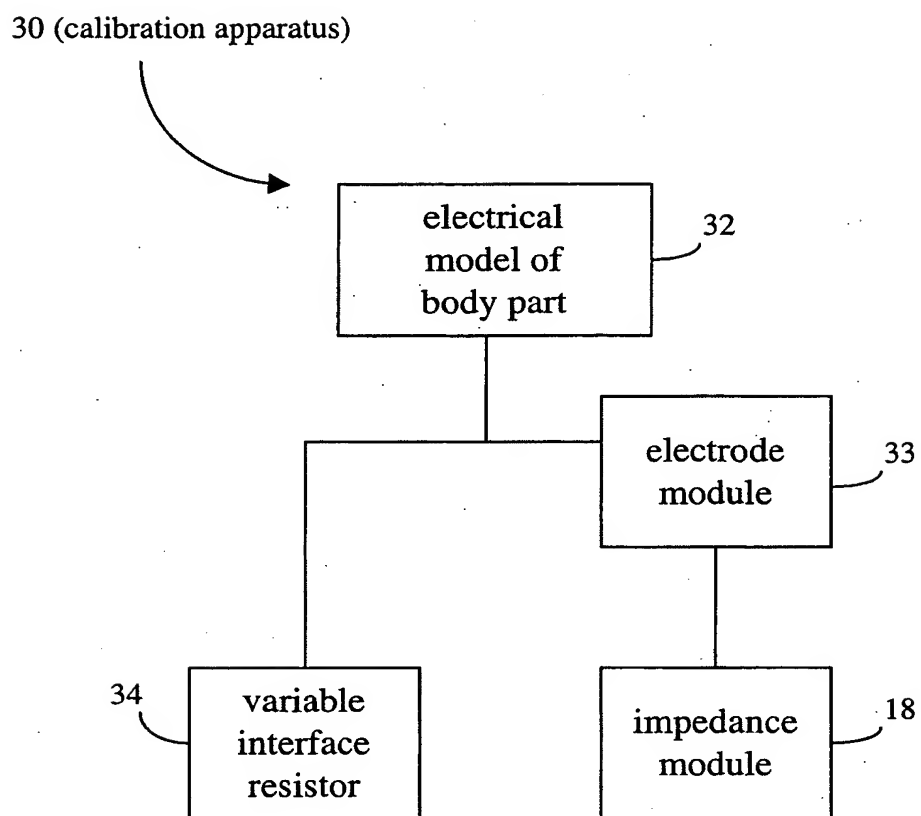 30 (calibration apparatus)
electrical
model of
body part
32
electrode
module
33
34
variable
interface
resistor
impedance
module
18